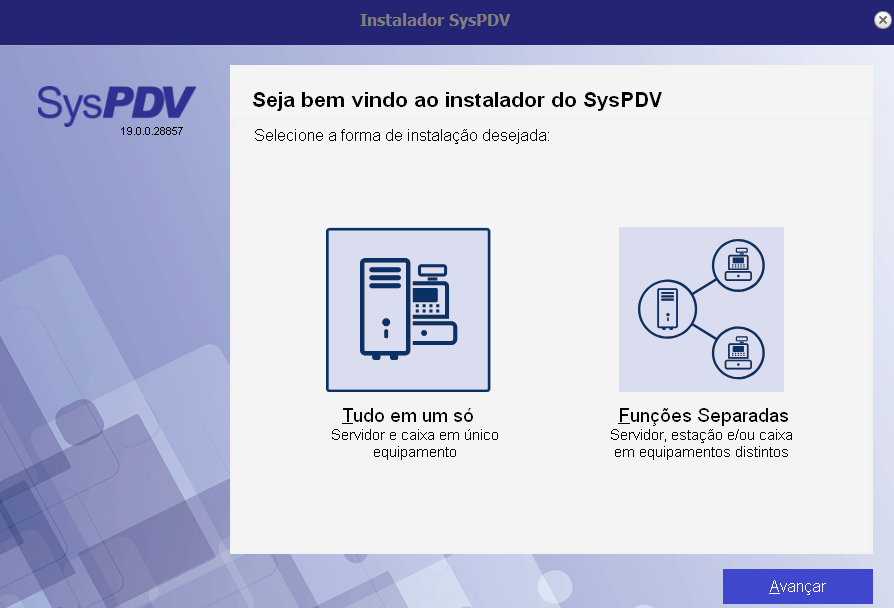 Instalador SysPDV
SysPDV
19.0.0.28857
Seja bem vindo ao instalador do SysPDV
Selecione a forma de instalação desejada:
Tudo em um só
Servidor e caixa em único
equipamento
Funções Separadas
Servidor, estação e/ou caixa
em equipamentos distintos
Avançar